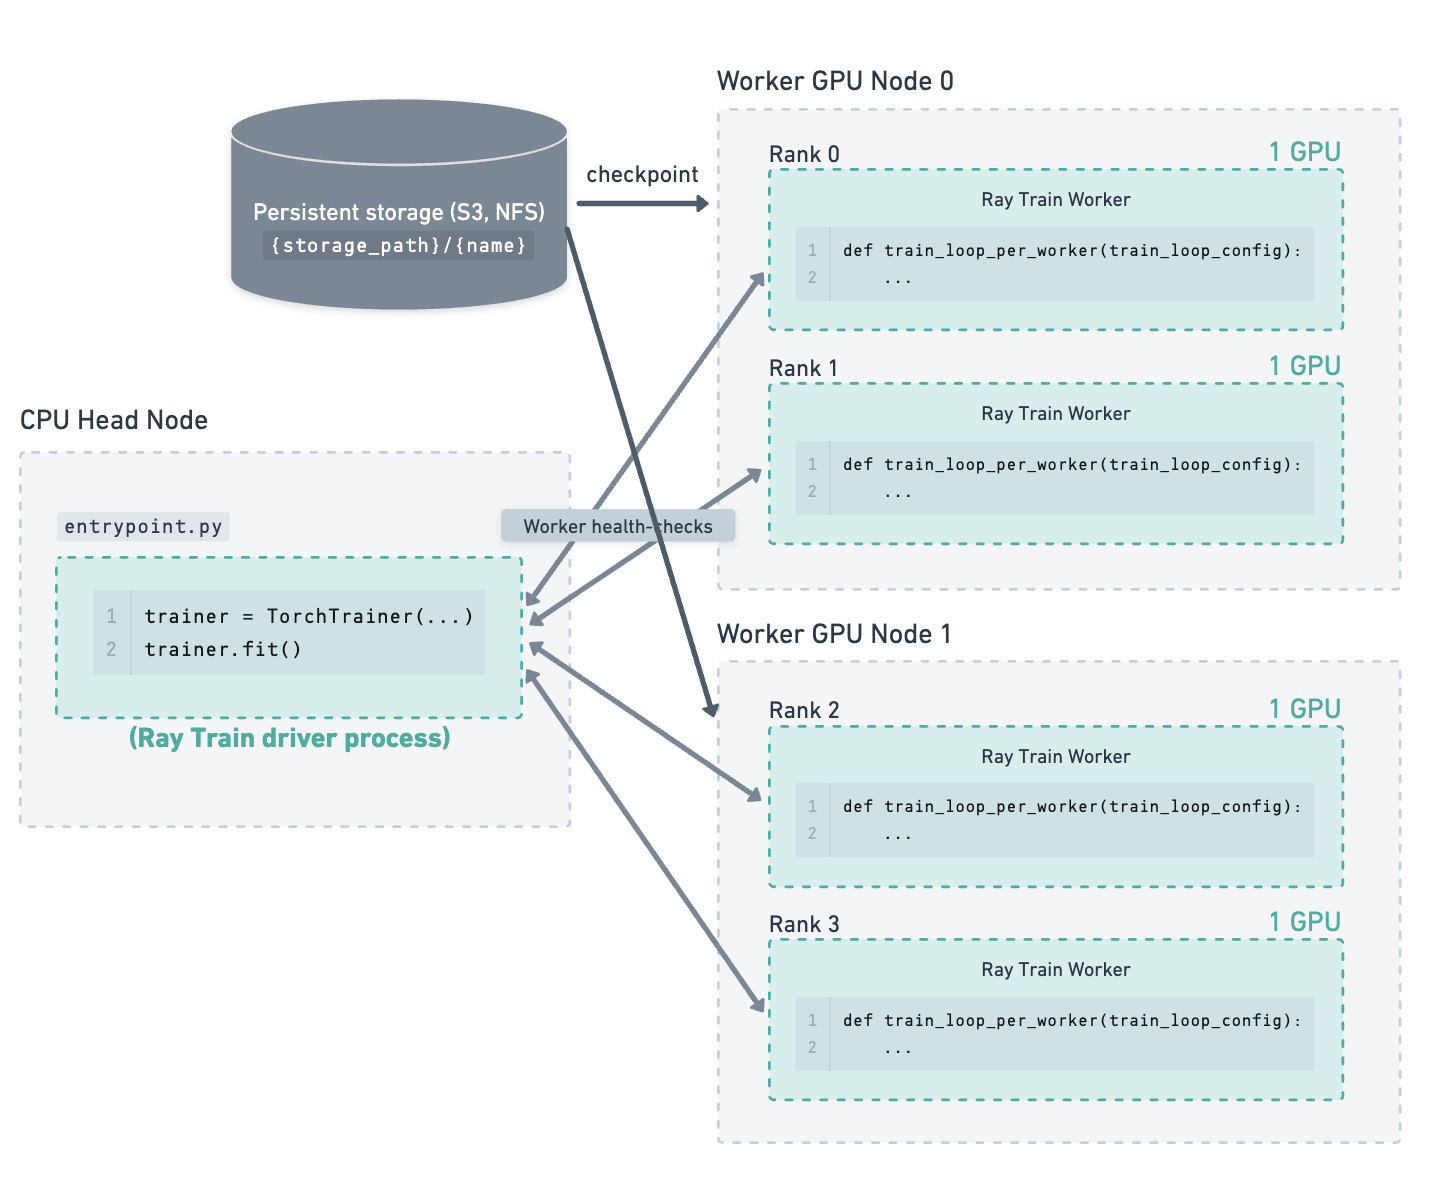 Persistent storage (S3, NFS)
{storage_path}/{name}
checkpoint
CPU Head Node
entrypoint.py
1 trainer = TorchTrainer(...)
2 trainer.fit()
(Ray Train driver process)
Worker health-checks
Worker GPU Node 0
Rank 0 1 GPU
Ray Train Worker
1 def train_loop_per_worker(train_loop_config):
2 ...
Rank 1 1 GPU
Ray Train Worker
1 def train_loop_per_worker(train_loop_config):
2 ...
Worker GPU Node 1
Rank 2 1 GPU
Ray Train Worker
1 def train_loop_per_worker(train_loop_config):
2 ...
Rank 3 1 GPU
Ray Train Worker
1 def train_loop_per_worker(train_loop_config):
2 ...